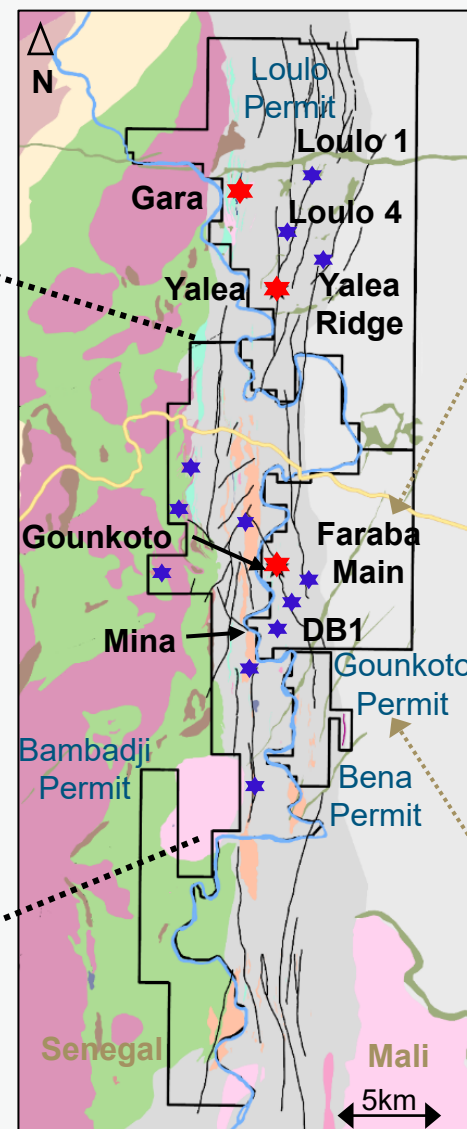 N
Loulo
Permit
Loulo 1
Gara
Loulo 4
Yalea
Yalea
Ridge
Gounkoto
Faraba
Main
Mina
DB1
Gounkoto
Permit
Bambadji
Permit
Bena
Permit
Senegal
Mali
5km